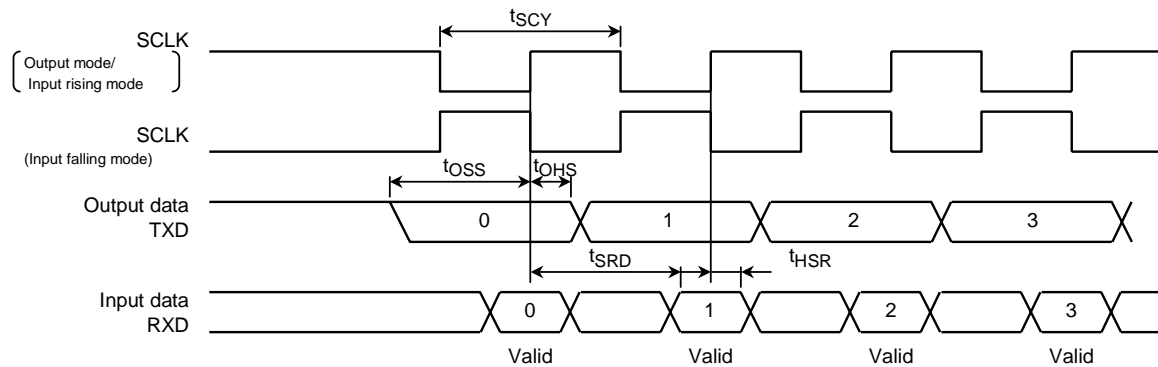 tSCY
SCLK
Output mode/
Input rising mode
SCLK
(Input falling mode)
tOSS
tOHS
Output data
TXD
0
1
2
3
tSRD
tHSR
Input data
RXD
0
1
2
3
Valid
Valid
Valid
Valid